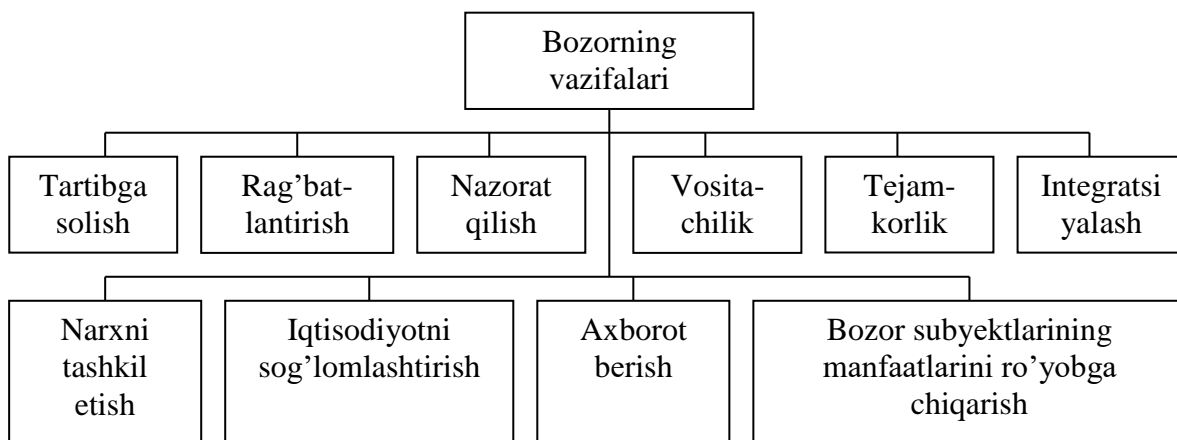 Bozorning
vazifalari
Tartibga
solish
Rag’bat-
lantirish
Nazorat
qilish
Vosita-
chilik
Tejam-
korlik
Integratsi
yalash
Narxni
tashkil
etish
Iqtisodiyotni
sog’lomlashtirish
Axborot
berish
Bozor subyektlarining
manfaatlarini ro’yobga
chiqarish